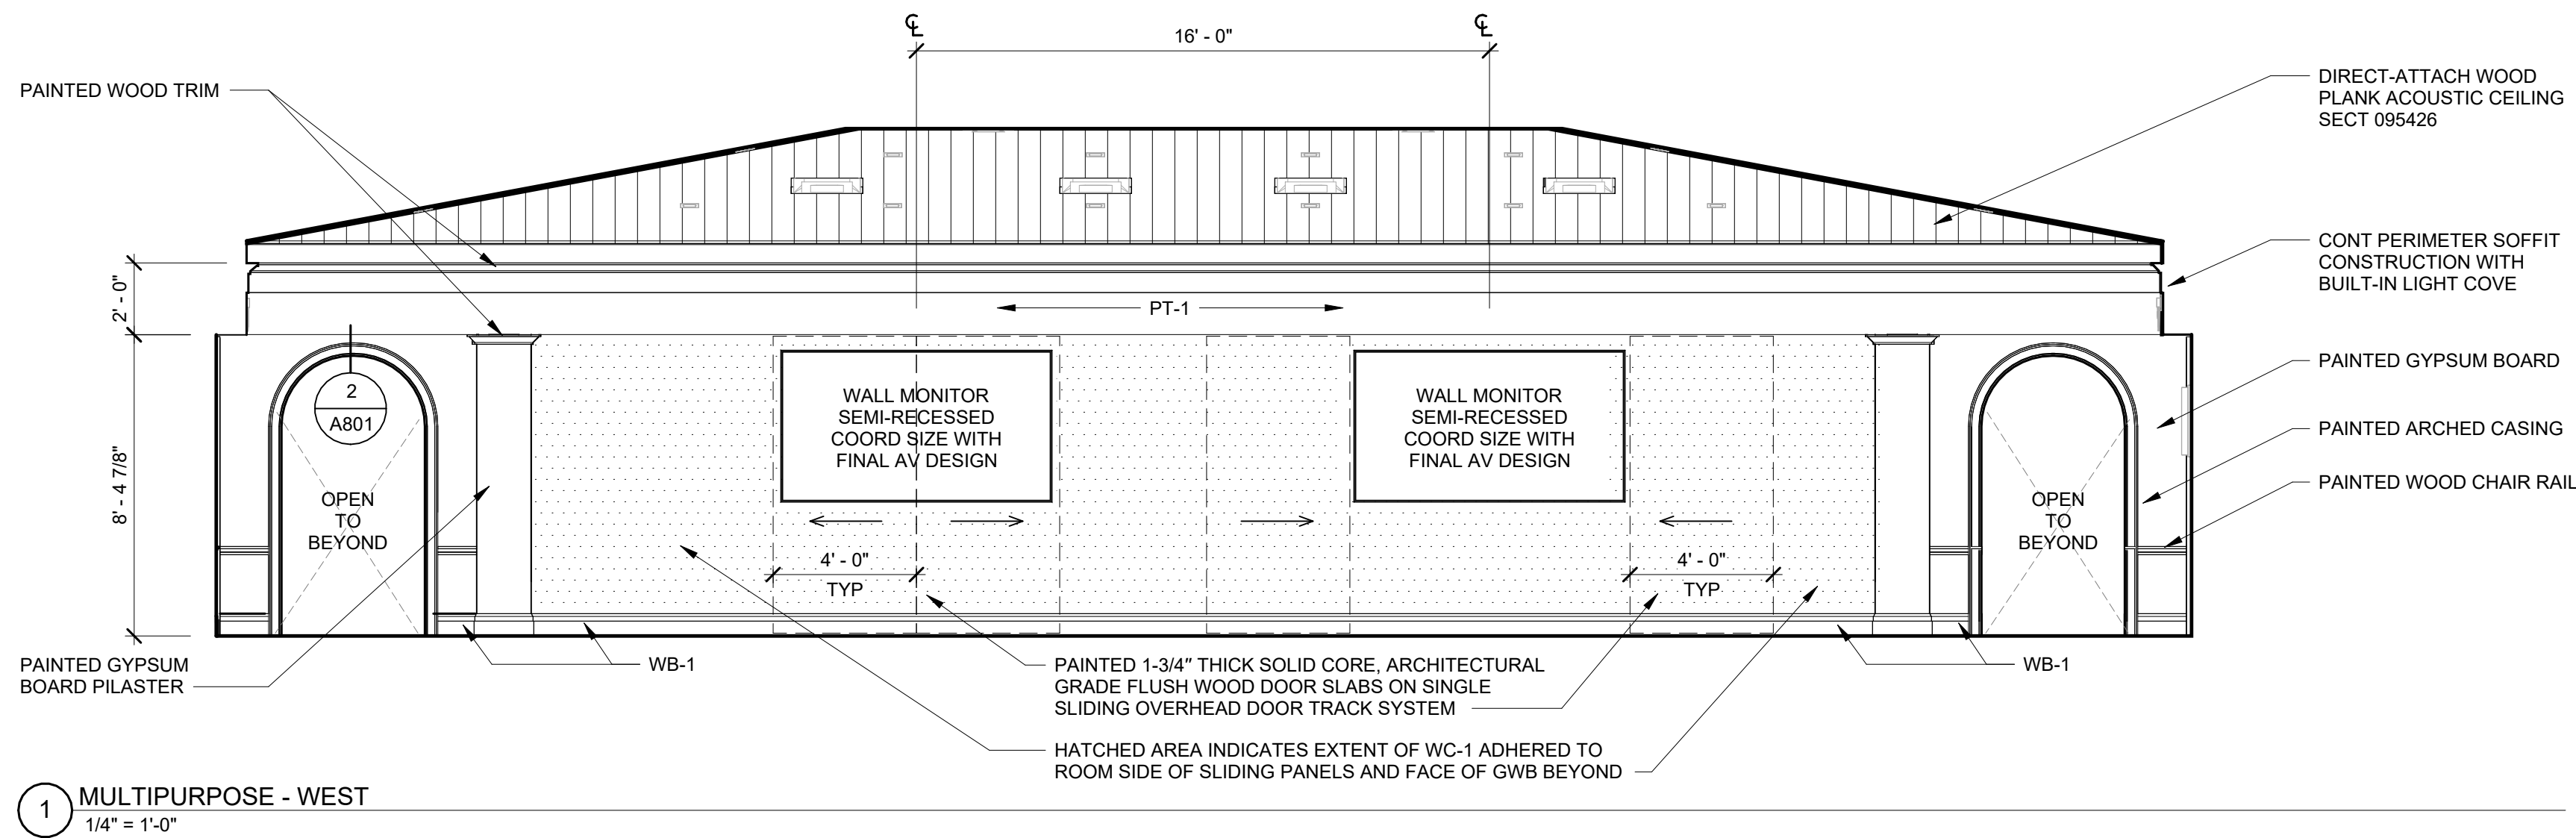 ℄
℄
16' - 0"
PAINTED WOOD TRIM
DIRECT-ATTACH WOOD
PLANK ACOUSTIC CEILING
SECT 095426
CONT PERIMETER SOFFIT
CONSTRUCTION WITH
BUILT-IN LIGHT COVE
2' - 0"
PT-1
8' - 4 7/8"
2
A801
WALL MONITOR
SEMI-RECESSED
COORD SIZE WITH
FINAL AV DESIGN
WALL MONITOR
SEMI-RECESSED
COORD SIZE WITH
FINAL AV DESIGN
PAINTED GYPSUM BOARD
PAINTED ARCHED CASING
PAINTED WOOD CHAIR RAIL
OPEN
TO
BEYOND
OPEN
TO
BEYOND
4' - 0"
TYP
4' - 0"
TYP
PAINTED GYPSUM
BOARD PILASTER
WB-1
PAINTED 1-3/4" THICK SOLID CORE, ARCHITECTURAL
GRADE FLUSH WOOD DOOR SLABS ON SINGLE
SLIDING OVERHEAD DOOR TRACK SYSTEM
WB-1
HATCHED AREA INDICATES EXTENT OF WC-1 ADHERED TO
ROOM SIDE OF SLIDING PANELS AND FACE OF GWB BEYOND
1
MULTIPURPOSE - WEST
1/4" = 1'-0"